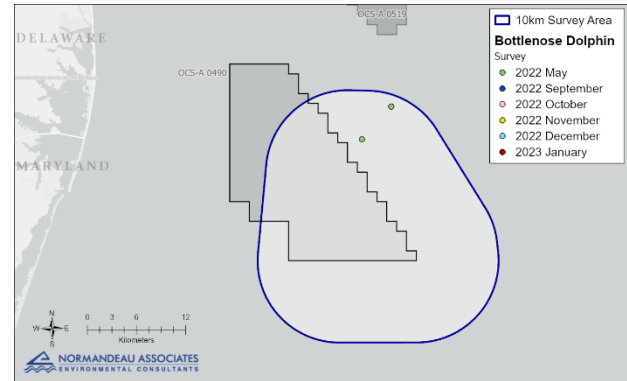 DELAWARE
MARYLAND
OCS-A 0519
OCS-A 0490
10km Survey Area
Bottlenose Dolphin
Survey
2022 May
2022 September
2022 October
2022 November
2022 December
2023 January
N
W E
S
0 3 6 12
Kilometers
NORMANDEAU ASSOCIATES
ENVIRONMENTAL CONSULTANTS